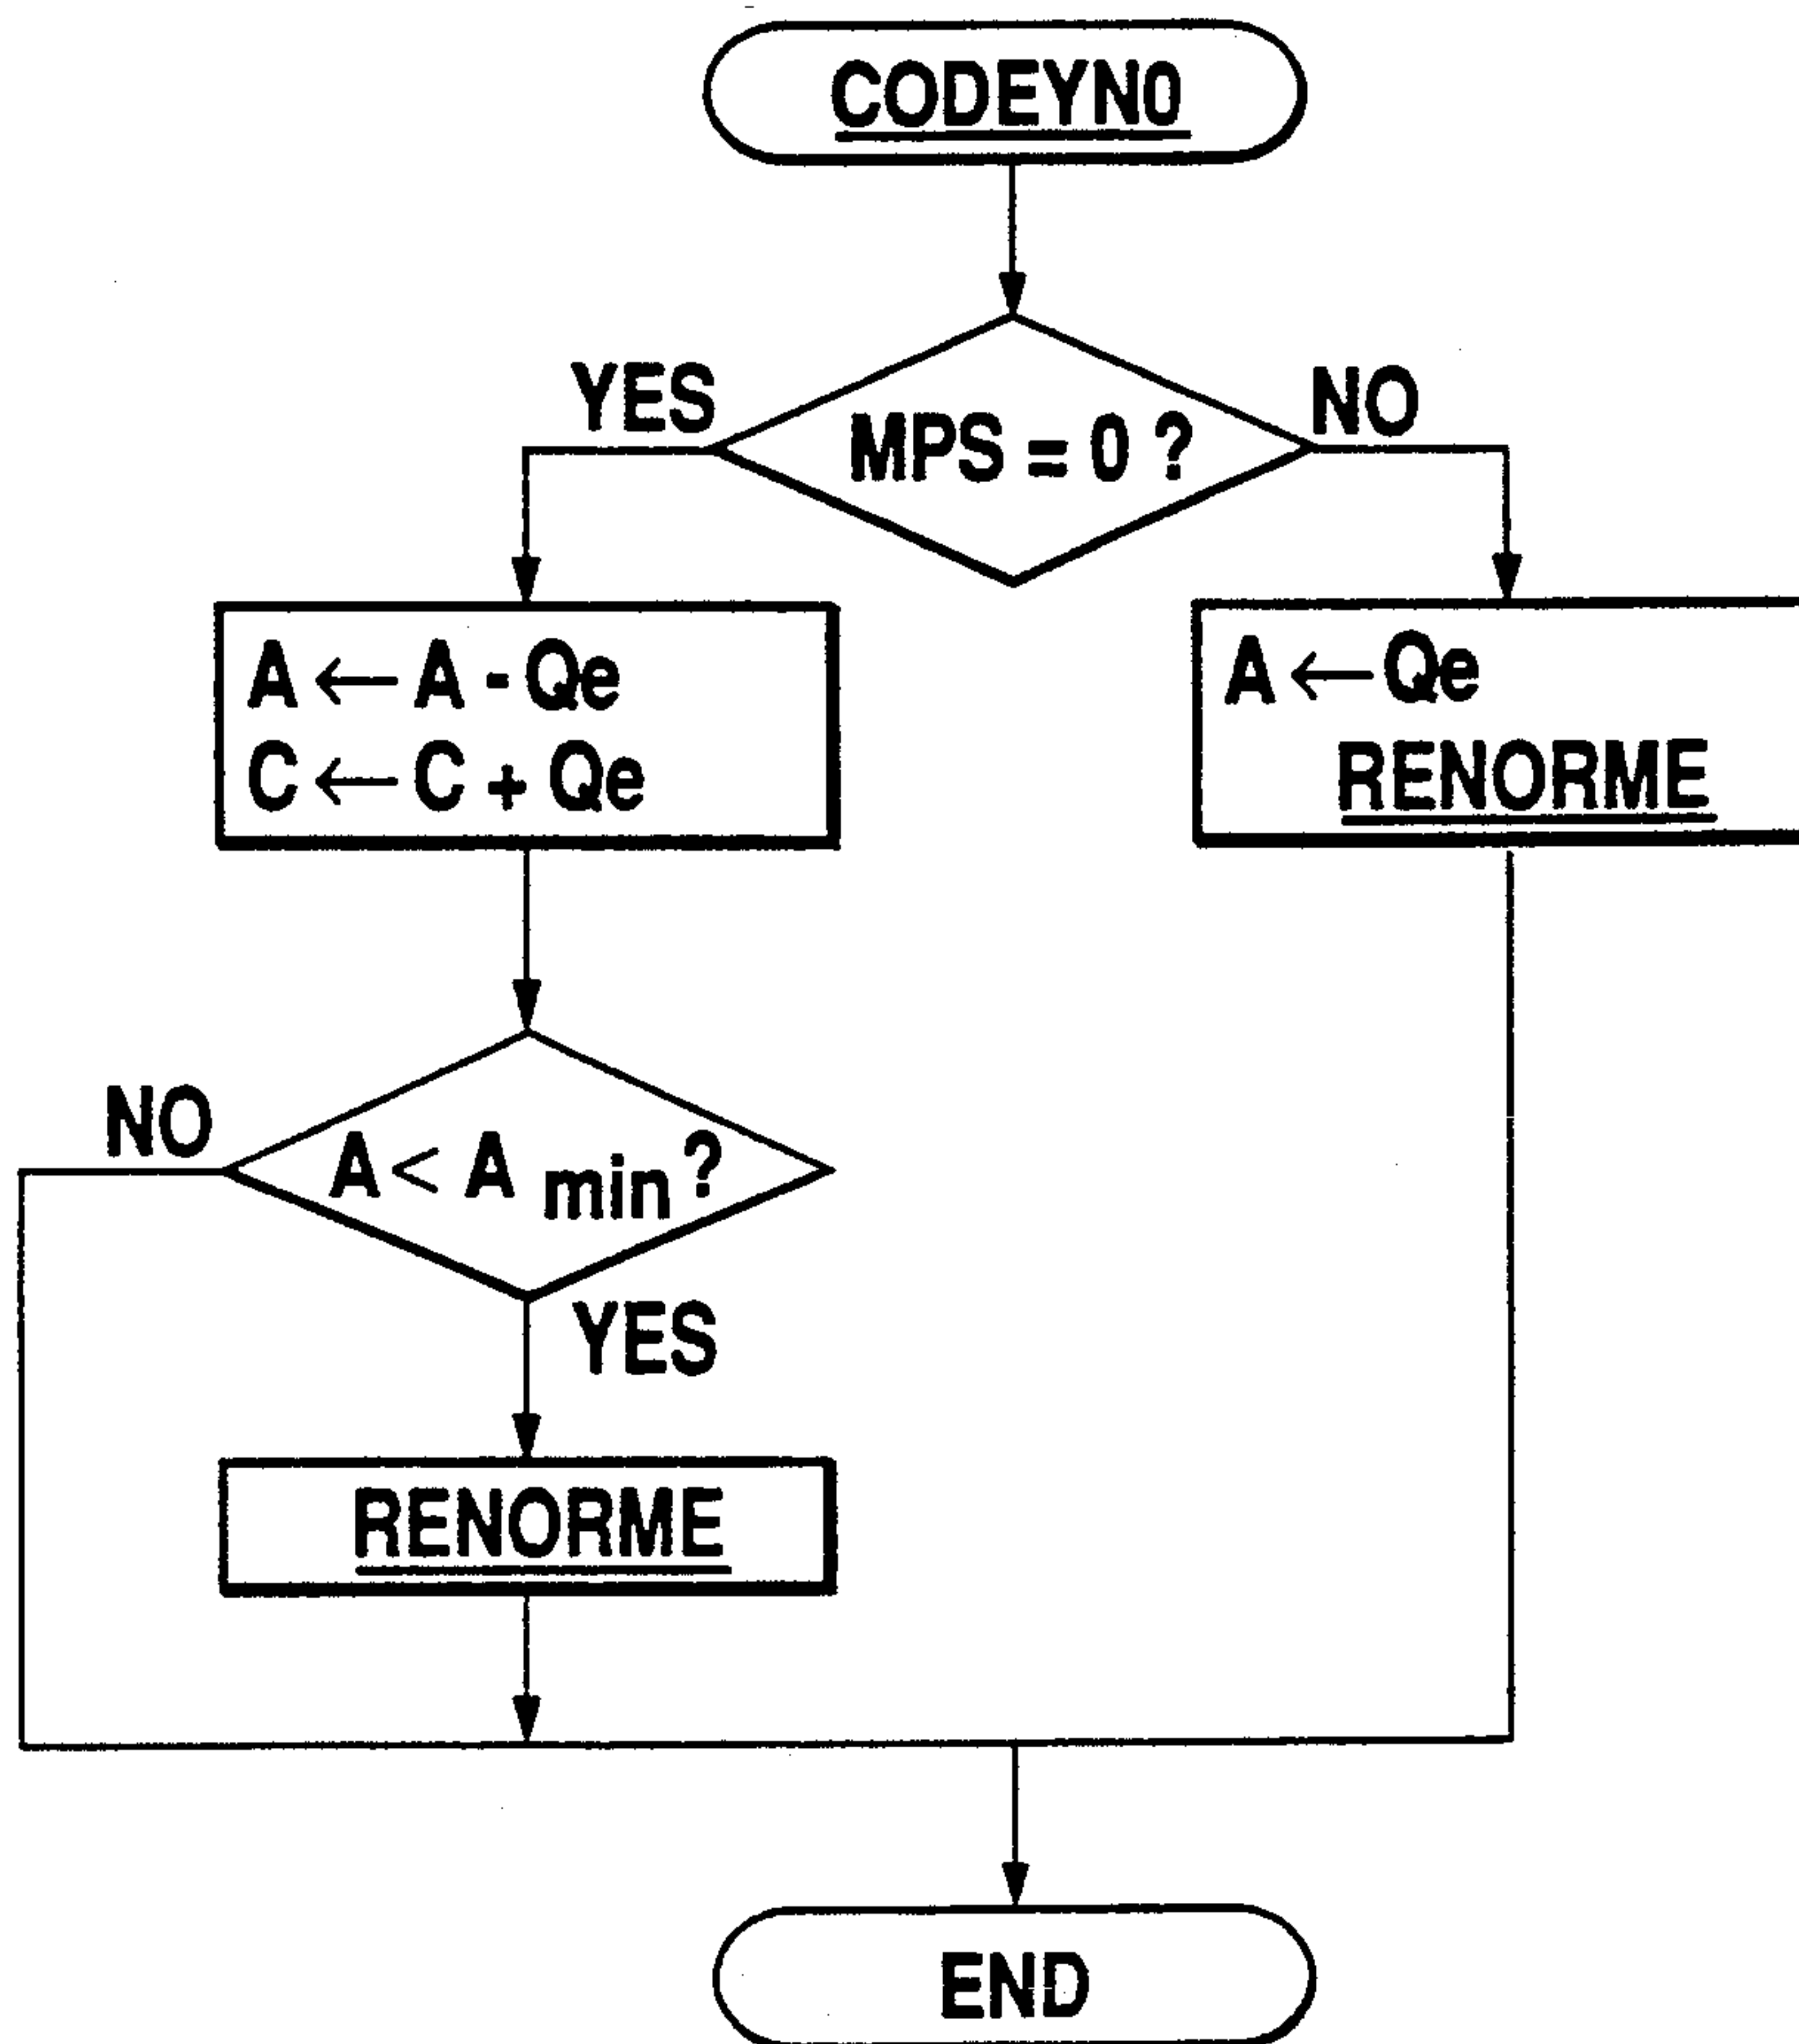 CODEYN0
YES
MPS = 0 ?
NO
A ← A - Qe
C ← C + Qe
A ← Qe
RENORME
NO
A < A min ?
YES
RENORME
END